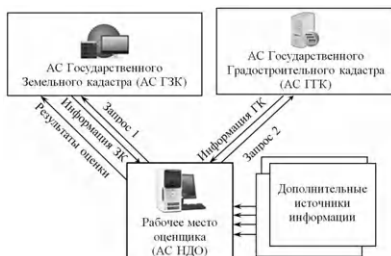 АС Государственного
Земельного кадастра (АС ГЗК)
АС Государственного
Градостроительного кадастра
(АС ГГК)
Результаты оценки
Информация ЗК
Запрос 1
Информация ГК
Запрос 2
Рабочее место
оценщика
(АС НДО)
Дополнительные
источники
информации